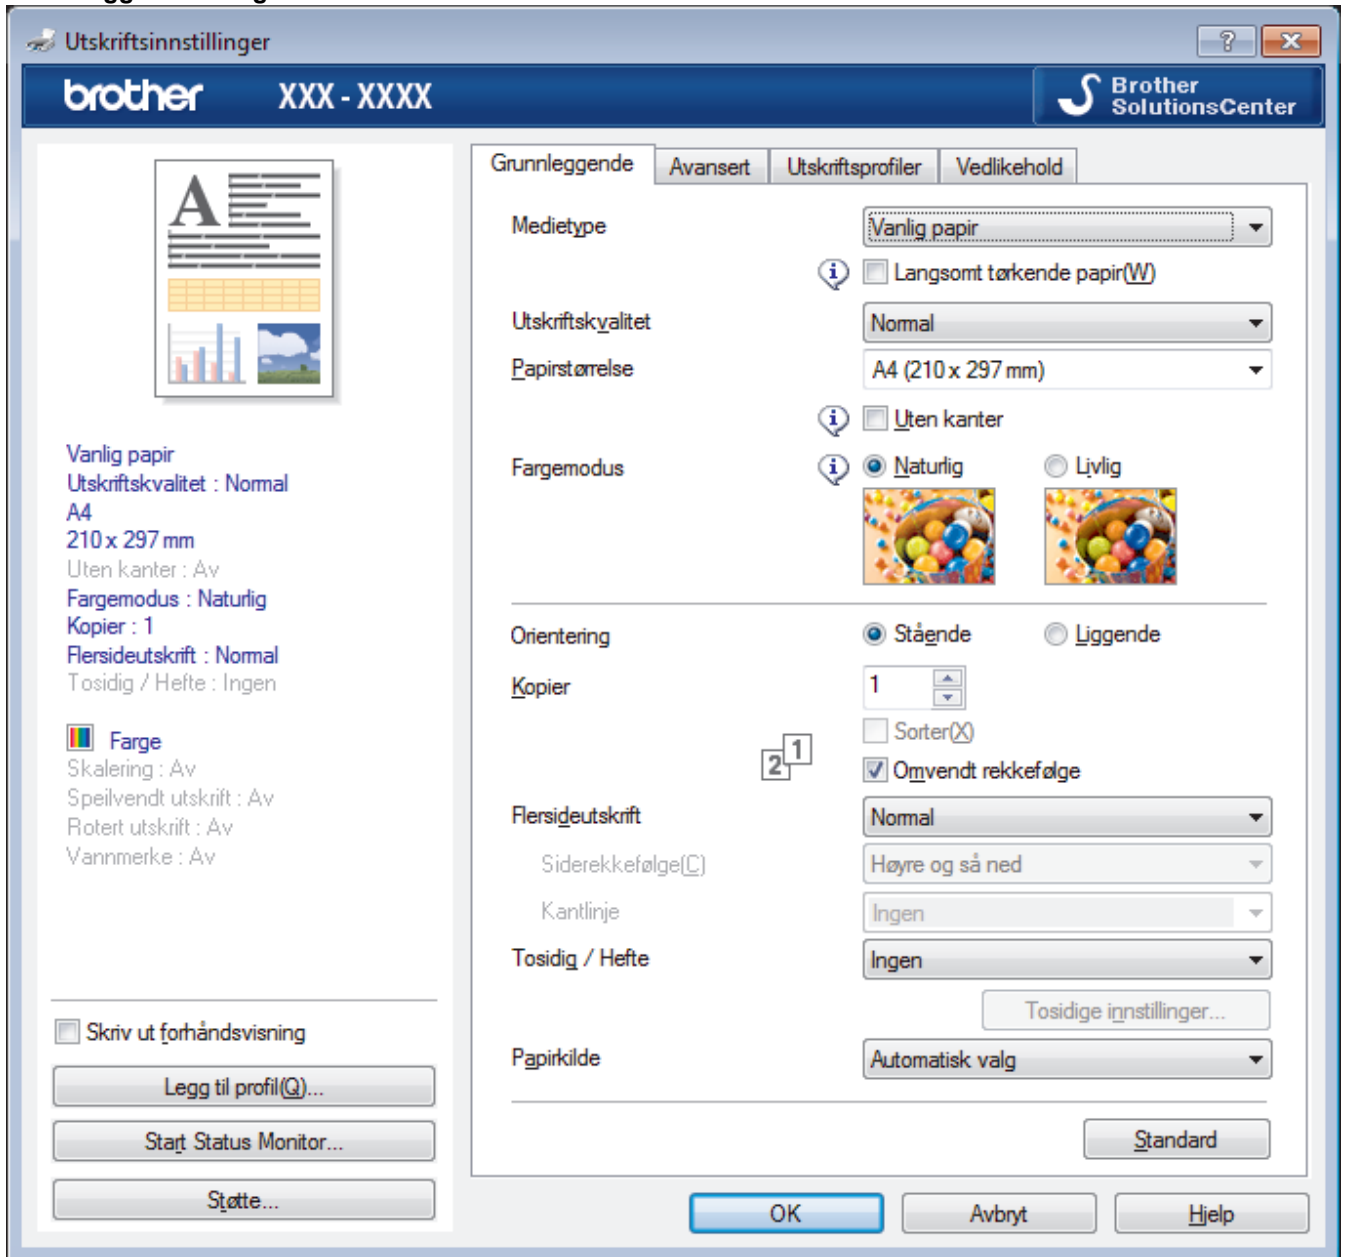 Utskriftsinnstillinger
brother XXX - XXXX
Brother
SolutionsCenter
A
Vanlig papir
Utskriftskvalitet : Normal
A4
210 x 297 mm
Uten kanter : Av
Fargemodus : Naturlig
Kopier : 1
Flersideutskrift : Normal
Tosidig / Hefte : Ingen
Farge
Skalering : Av
Speilvendt utskrift : Av
Rotert utskrift : Av
Vannmerke : Av
Skriv ut forhåndsvisning
Legg til profil(Q)...
Start Status Monitor...
Støtte...
Grunnleggende Avansert Utskriftsprofiler Vedlikehold
Medietype Vanlig papir
Langsomt tørkende papir(W)
Utskriftskvalitet Normal
Papirstørrelse A4 (210 x 297 mm)
Uten kanter
Fargemodus Naturlig Livlig
Orientering Stående Liggende
Kopier 1
Sorter(X)
2 1
Omvendt rekkefølge
Flersideutskrift Normal
Siderekkefølge(C) Høyre og så ned
Kantlinje Ingen
Tosidig / Hefte Ingen
Tosidige innstillinger...
Papirkilde Automatisk valg
Standard
OK Avbryt Hjelp